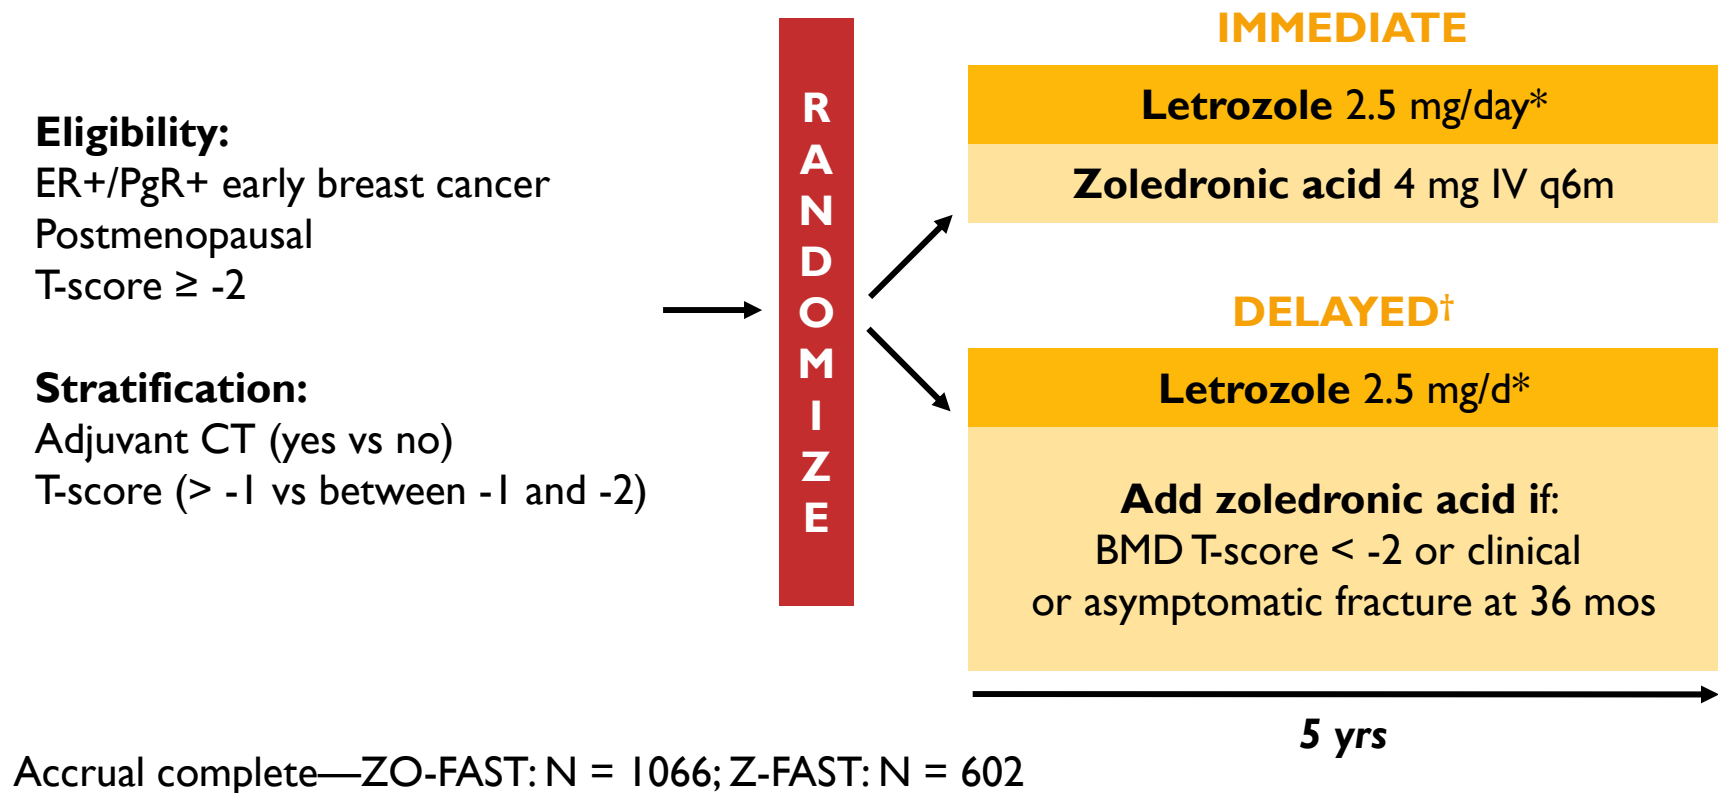 Eligibility:
ER+/PgR+ early breast cancer
Postmenopausal
T-score ≥ -2
Stratification:
Adjuvant CT (yes vs no)
T-score (> -1 vs between -1 and -2)
RANDOMIZE
IMMEDIATE
Letrozole 2.5 mg/day*
Zoledronic acid 4 mg IV q6m
DELAYED†
Letrozole 2.5 mg/d*
Add zoledronic acid if:
BMD T-score < -2 or clinical
or asymptomatic fracture at 36 mos
5 yrs
Accrual complete—ZO-FAST: N = 1066; Z-FAST: N = 602